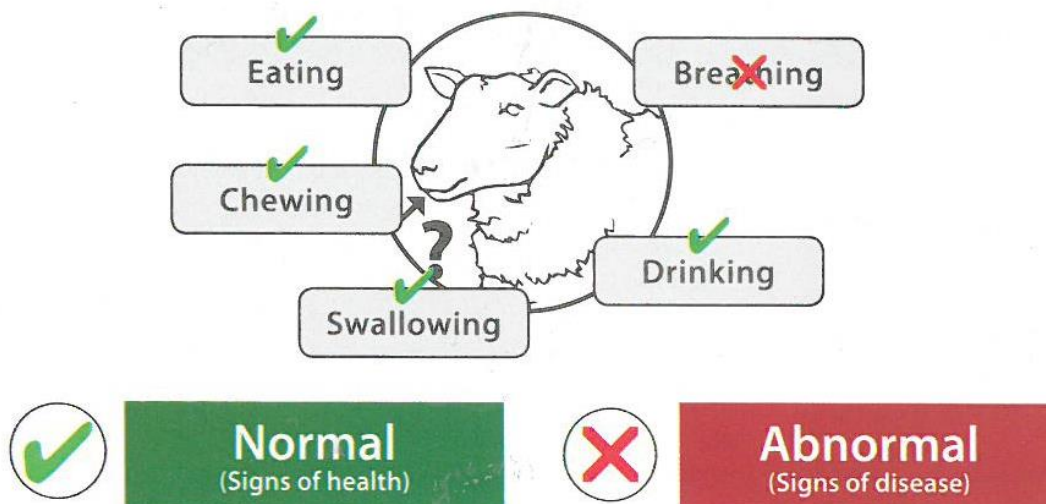 Eating
Breathing
Chewing
?
Drinking
Swallowing
Normal
(Signs of health)
Abnormal
(Signs of disease)